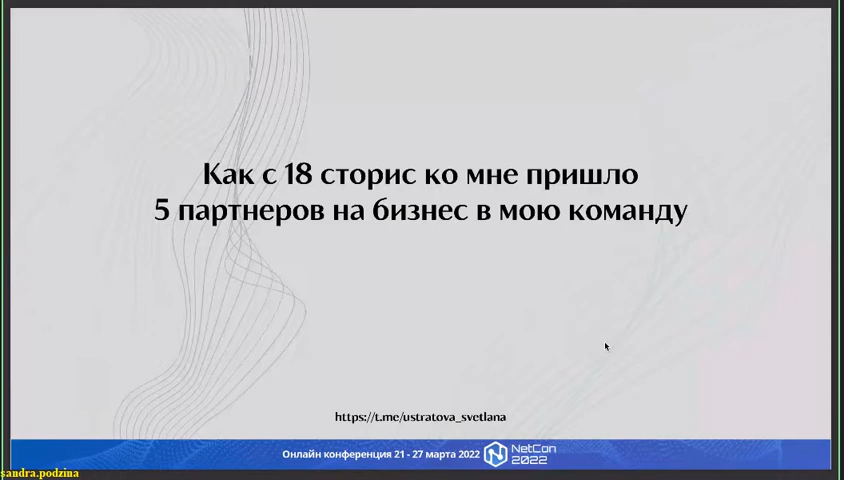 Как с 18 сторис ко мне пришло
5 партнеров на бизнес в мою команду
https://t.me/ustratova_svetlana
Онлайн конференция 21 - 27 марта 2022
NetCon
2022
sandra.podzina